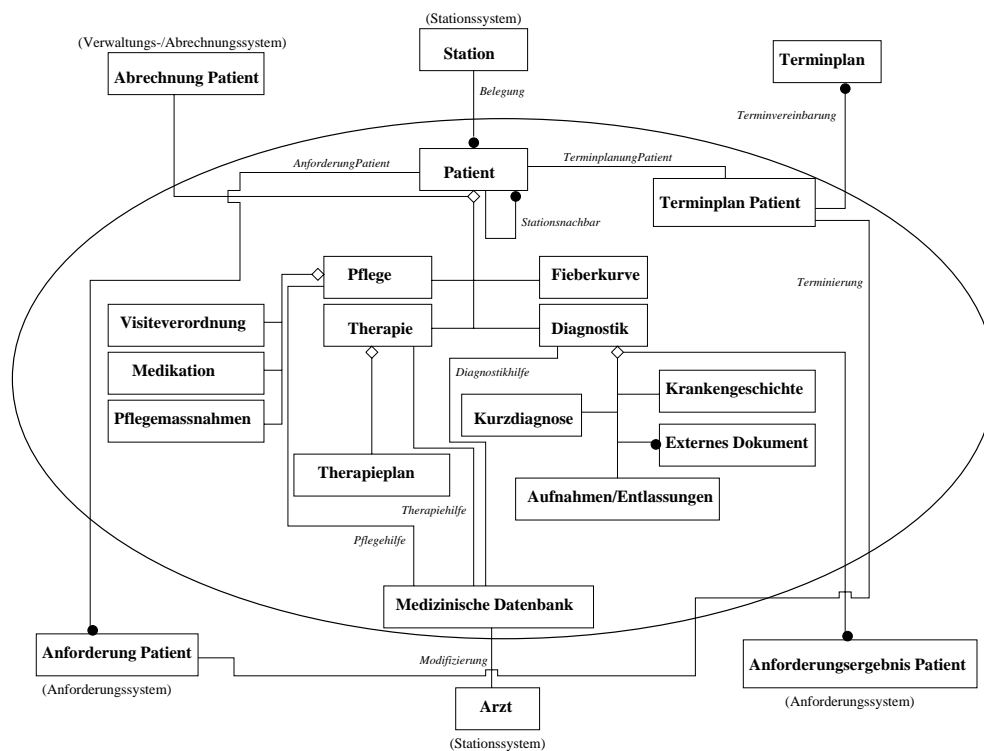 (Stationssystem)
Station
(Verwaltungs-/Abrechnungssystem)
Abrechnung Patient
Terminplan
Belegung
Terminvereinbarung
AnforderungPatient
Patient
TerminplanungPatient
Terminplan Patient
Stationsnachbar
Pflege
Fieberkurve
Terminierung
Visiteverordnung
Therapie
Diagnostik
Medikation
Diagnostikhilfe
Krankengeschichte
Pflegemassnahmen
Kurzdiagnose
Externes Dokument
Therapieplan
Aufnahmen/Entlassungen
Therapiehilfe
Pflegehilfe
Medizinische Datenbank
Anforderung Patient
(Anforderungssystem)
Modifizierung
Anforderungsergebnis Patient
(Anforderungssystem)
Arzt
(Stationssystem)